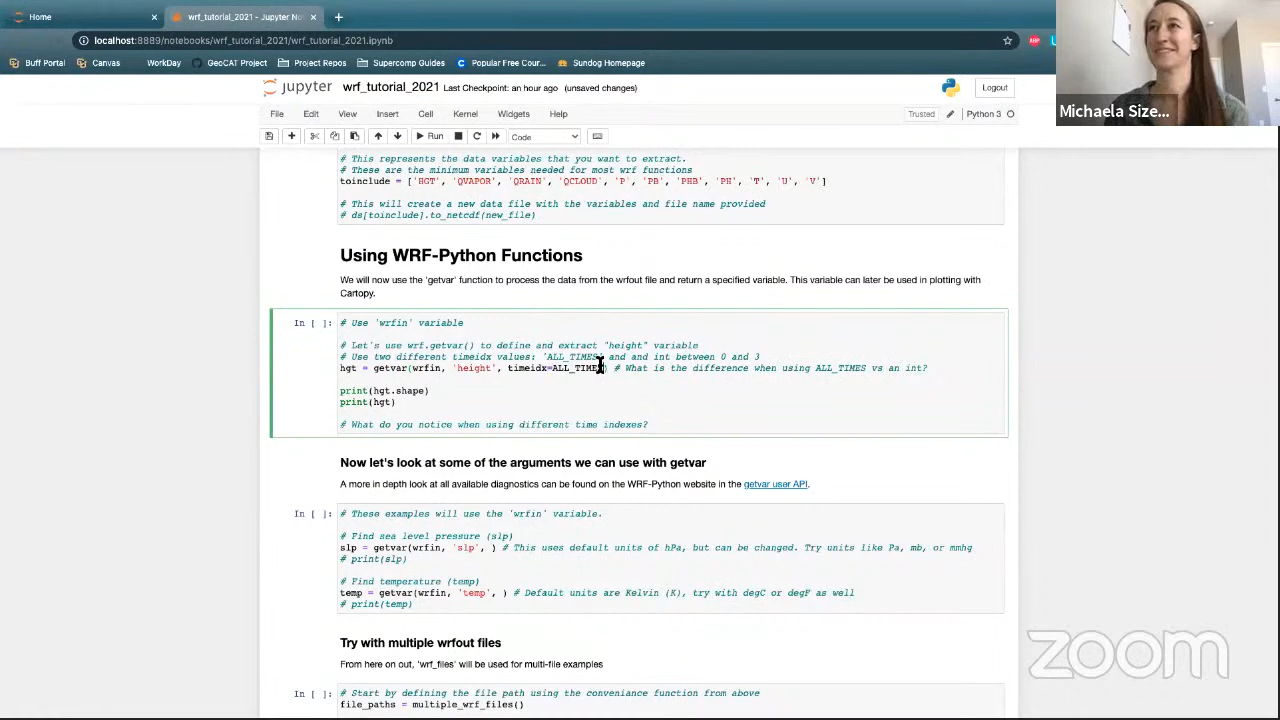 Home
wrf_tutorial_2021 - Jupyter No
localhost:8889/notebooks/wrf_tutorial_2021/wrf_tutorial_2021.ipynb
Buff Portal Canvas WorkDay GeoCAT Project Project Repos Supercomp Guides Popular Free Cour... Sundog Homepage
jupyter wrf_tutorial_2021 Last Checkpoint: an hour ago (unsaved changes) Logout
Michaela Size...
File Edit View Insert Cell Kernel Widgets Help Trusted Python 3
Run Code
# This represents the data variables that you want to extract.
# These are the minimum variables needed for most wrf functions
toinclude = ['HGT', 'QVAPOR', 'QRAIN', 'QCLOUD', 'P', 'PB', 'PHB', 'PH', 'T', 'U', 'V']
# This will create a new data file with the variables and file name provided
# ds[toinclude].to_netcdf(new_file)
Using WRF-Python Functions
We will now use the 'getvar' function to process the data from the wrfout file and return a specified variable. This variable can later be used in plotting with
Cartopy.
In [ ]: # Use 'wrfin' variable
# Let's use wrf.getvar() to define and extract "height" variable
# Use two different timeidx values: 'ALL_TIMES' and and int between 0 and 3
hgt = getvar(wrfin, 'height', timeidx=ALL_TIMES) # What is the difference when using ALL_TIMES vs an int?
print(hgt.shape)
print(hgt)
# What do you notice when using different time indexes?
Now let's look at some of the arguments we can use with getvar
A more in depth look at all available diagnostics can be found on the WRF-Python website in the getvar user API.
In [ ]: # These examples will use the 'wrfin' variable.
# Find sea level pressure (slp)
slp = getvar(wrfin, 'slp', ) # This uses default units of hPa, but can be changed. Try units like Pa, mb, or mmhg
# print(slp)
# Find temperature (temp)
temp = getvar(wrfin, 'temp', ) # Default units are Kelvin (K), try with degC or degF as well
# print(temp)
Try with multiple wrfout files
From here on out, 'wrf_files' will be used for multi-file examples
In [ ]: # Start by defining the file path using the conveniance function from above
file_paths = multiple_wrf_files()
zoom